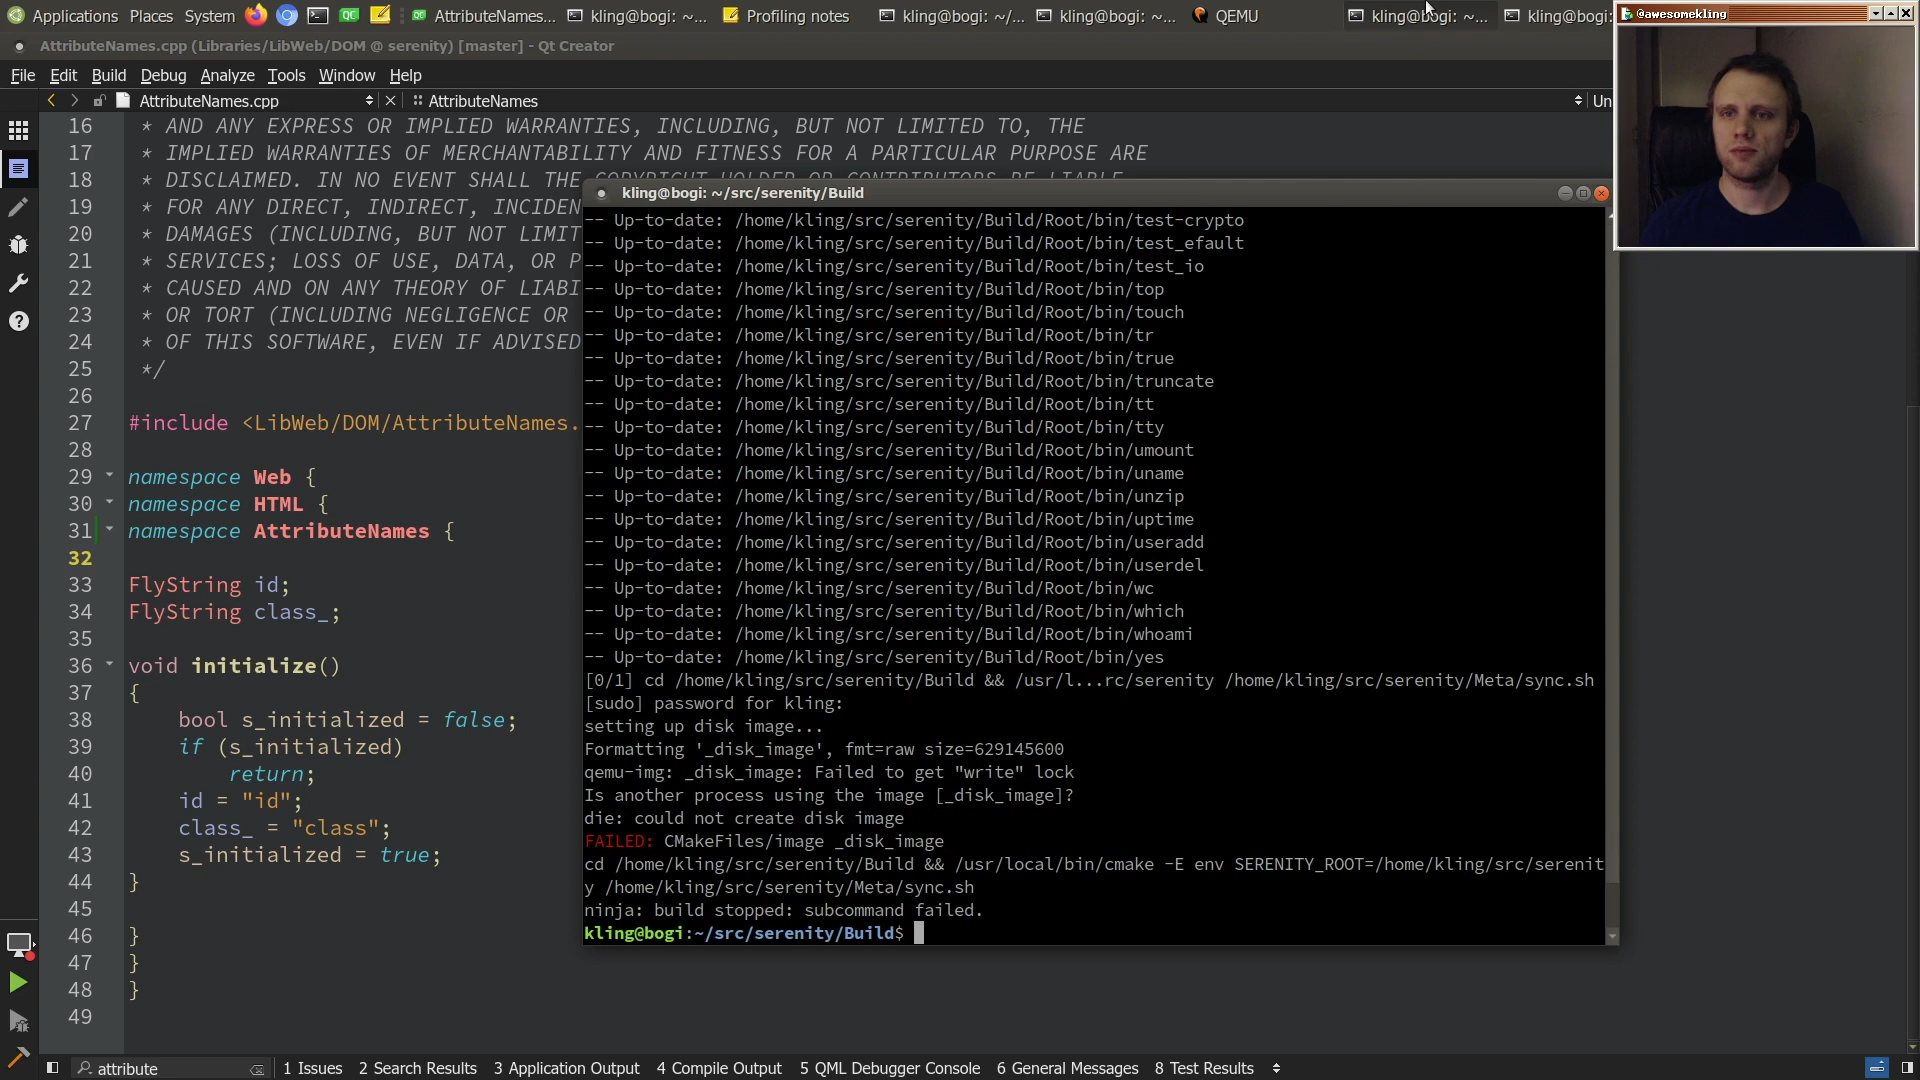 Applications Places System QC QC AttributeNames... kling@bogi: ~... Profiling notes kling@bogi: ~/... kling@bogi: ~... QEMU kling@bogi: ~... kling@bogi:
@awesomekling
AttributeNames.cpp (Libraries/LibWeb/DOM @ serenity) [master] - Qt Creator
File Edit Build Debug Analyze Tools Window Help
AttributeNames.cpp AttributeNames Un
16 * AND ANY EXPRESS OR IMPLIED WARRANTIES, INCLUDING, BUT NOT LIMITED TO, THE
17 * IMPLIED WARRANTIES OF MERCHANTABILITY AND FITNESS FOR A PARTICULAR PURPOSE ARE
18 * DISCLAIMED. IN NO EVENT SHALL THE COPYRIGHT HOLDER OR CONTRIBUTORS BE LIABLE
19 * FOR ANY DIRECT, INDIRECT, INCIDEN
20 * DAMAGES (INCLUDING, BUT NOT LIMIT
21 * SERVICES; LOSS OF USE, DATA, OR P
22 * CAUSED AND ON ANY THEORY OF LIABI
23 * OR TORT (INCLUDING NEGLIGENCE OR
24 * OF THIS SOFTWARE, EVEN IF ADVISED
25 */
26
27 #include <LibWeb/DOM/AttributeNames.
28
29 namespace Web {
30 namespace HTML {
31 namespace AttributeNames {
32
33 FlyString id;
34 FlyString class_;
35
36 void initialize()
37 {
38 bool s_initialized = false;
39 if (s_initialized)
40 return;
41 id = "id";
42 class_ = "class";
43 s_initialized = true;
44 }
45
46 }
47 }
48 }
49
kling@bogi: ~/src/serenity/Build
-- Up-to-date: /home/kling/src/serenity/Build/Root/bin/test-crypto
-- Up-to-date: /home/kling/src/serenity/Build/Root/bin/test_efault
-- Up-to-date: /home/kling/src/serenity/Build/Root/bin/test_io
-- Up-to-date: /home/kling/src/serenity/Build/Root/bin/top
-- Up-to-date: /home/kling/src/serenity/Build/Root/bin/touch
-- Up-to-date: /home/kling/src/serenity/Build/Root/bin/tr
-- Up-to-date: /home/kling/src/serenity/Build/Root/bin/true
-- Up-to-date: /home/kling/src/serenity/Build/Root/bin/truncate
-- Up-to-date: /home/kling/src/serenity/Build/Root/bin/tt
-- Up-to-date: /home/kling/src/serenity/Build/Root/bin/tty
-- Up-to-date: /home/kling/src/serenity/Build/Root/bin/umount
-- Up-to-date: /home/kling/src/serenity/Build/Root/bin/uname
-- Up-to-date: /home/kling/src/serenity/Build/Root/bin/unzip
-- Up-to-date: /home/kling/src/serenity/Build/Root/bin/uptime
-- Up-to-date: /home/kling/src/serenity/Build/Root/bin/useradd
-- Up-to-date: /home/kling/src/serenity/Build/Root/bin/userdel
-- Up-to-date: /home/kling/src/serenity/Build/Root/bin/wc
-- Up-to-date: /home/kling/src/serenity/Build/Root/bin/which
-- Up-to-date: /home/kling/src/serenity/Build/Root/bin/whoami
-- Up-to-date: /home/kling/src/serenity/Build/Root/bin/yes
[0/1] cd /home/kling/src/serenity/Build && /usr/l...rc/serenity /home/kling/src/serenity/Meta/sync.sh
[sudo] password for kling:
setting up disk image...
Formatting '_disk_image', fmt=raw size=629145600
qemu-img: _disk_image: Failed to get "write" lock
Is another process using the image [_disk_image]?
die: could not create disk image
FAILED: CMakeFiles/image _disk_image
cd /home/kling/src/serenity/Build && /usr/local/bin/cmake -E env SERENITY_ROOT=/home/kling/src/serenit
y /home/kling/src/serenity/Meta/sync.sh
ninja: build stopped: subcommand failed.
kling@bogi:~/src/serenity/Build$
attribute 1 Issues 2 Search Results 3 Application Output 4 Compile Output 5 QML Debugger Console 6 General Messages 8 Test Results